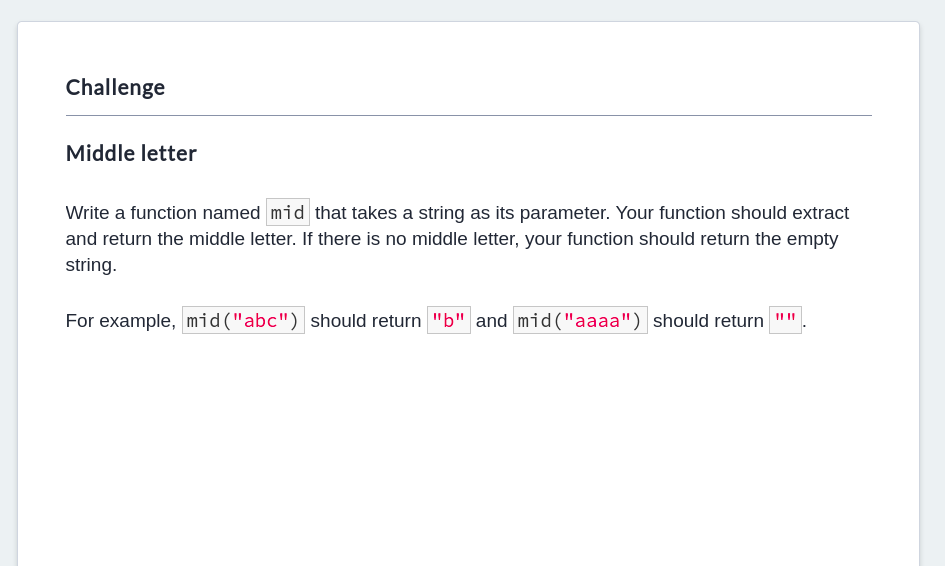 Challenge
Middle letter
Write a function named mid that takes a string as its parameter. Your function should extract
and return the middle letter. If there is no middle letter, your function should return the empty
string.
For example, mid("abc") should return "b" and mid("aaaa") should return "".